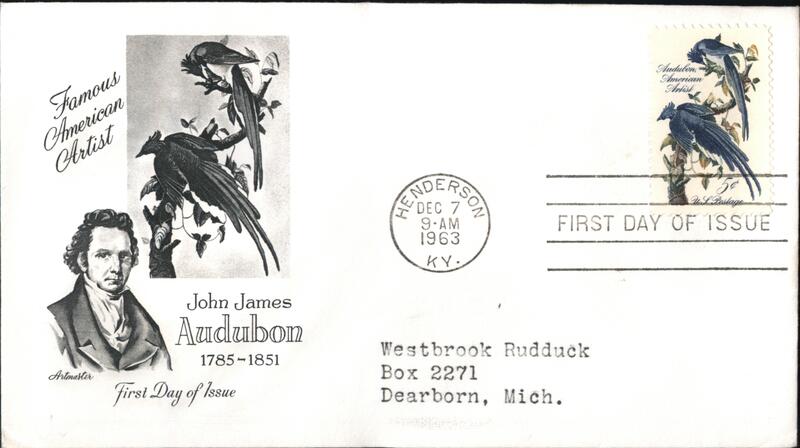 Famous
American
Artist
John James
Audubon
1785-1851
Artmaster
First Day of Issue
HENDERSON
DEC 7
9-AM
1963
KY.
Audubon,
American
Artist
5¢
U.S. Postage
FIRST DAY OF ISSUE
Westbrook Rudduck
Box 2271
Dearborn, Mich.